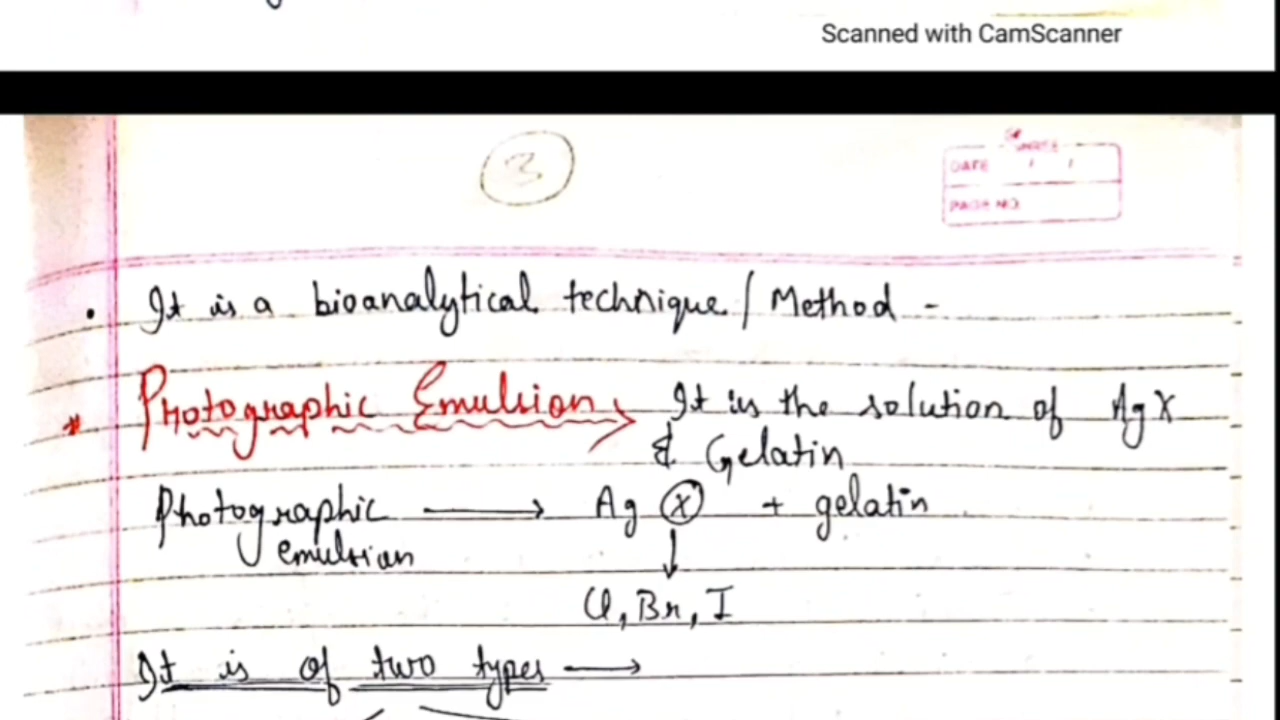 Scanned with CamScanner
3
DATE / /
PAGE NO.
• It is a bioanalytical technique / Method -
* Photographic Emulsion → It is the solution of AgX
& Gelatin
Photographic → Ag X + gelatin
emulsion ↓
Cl, Br, I
It is of two types →